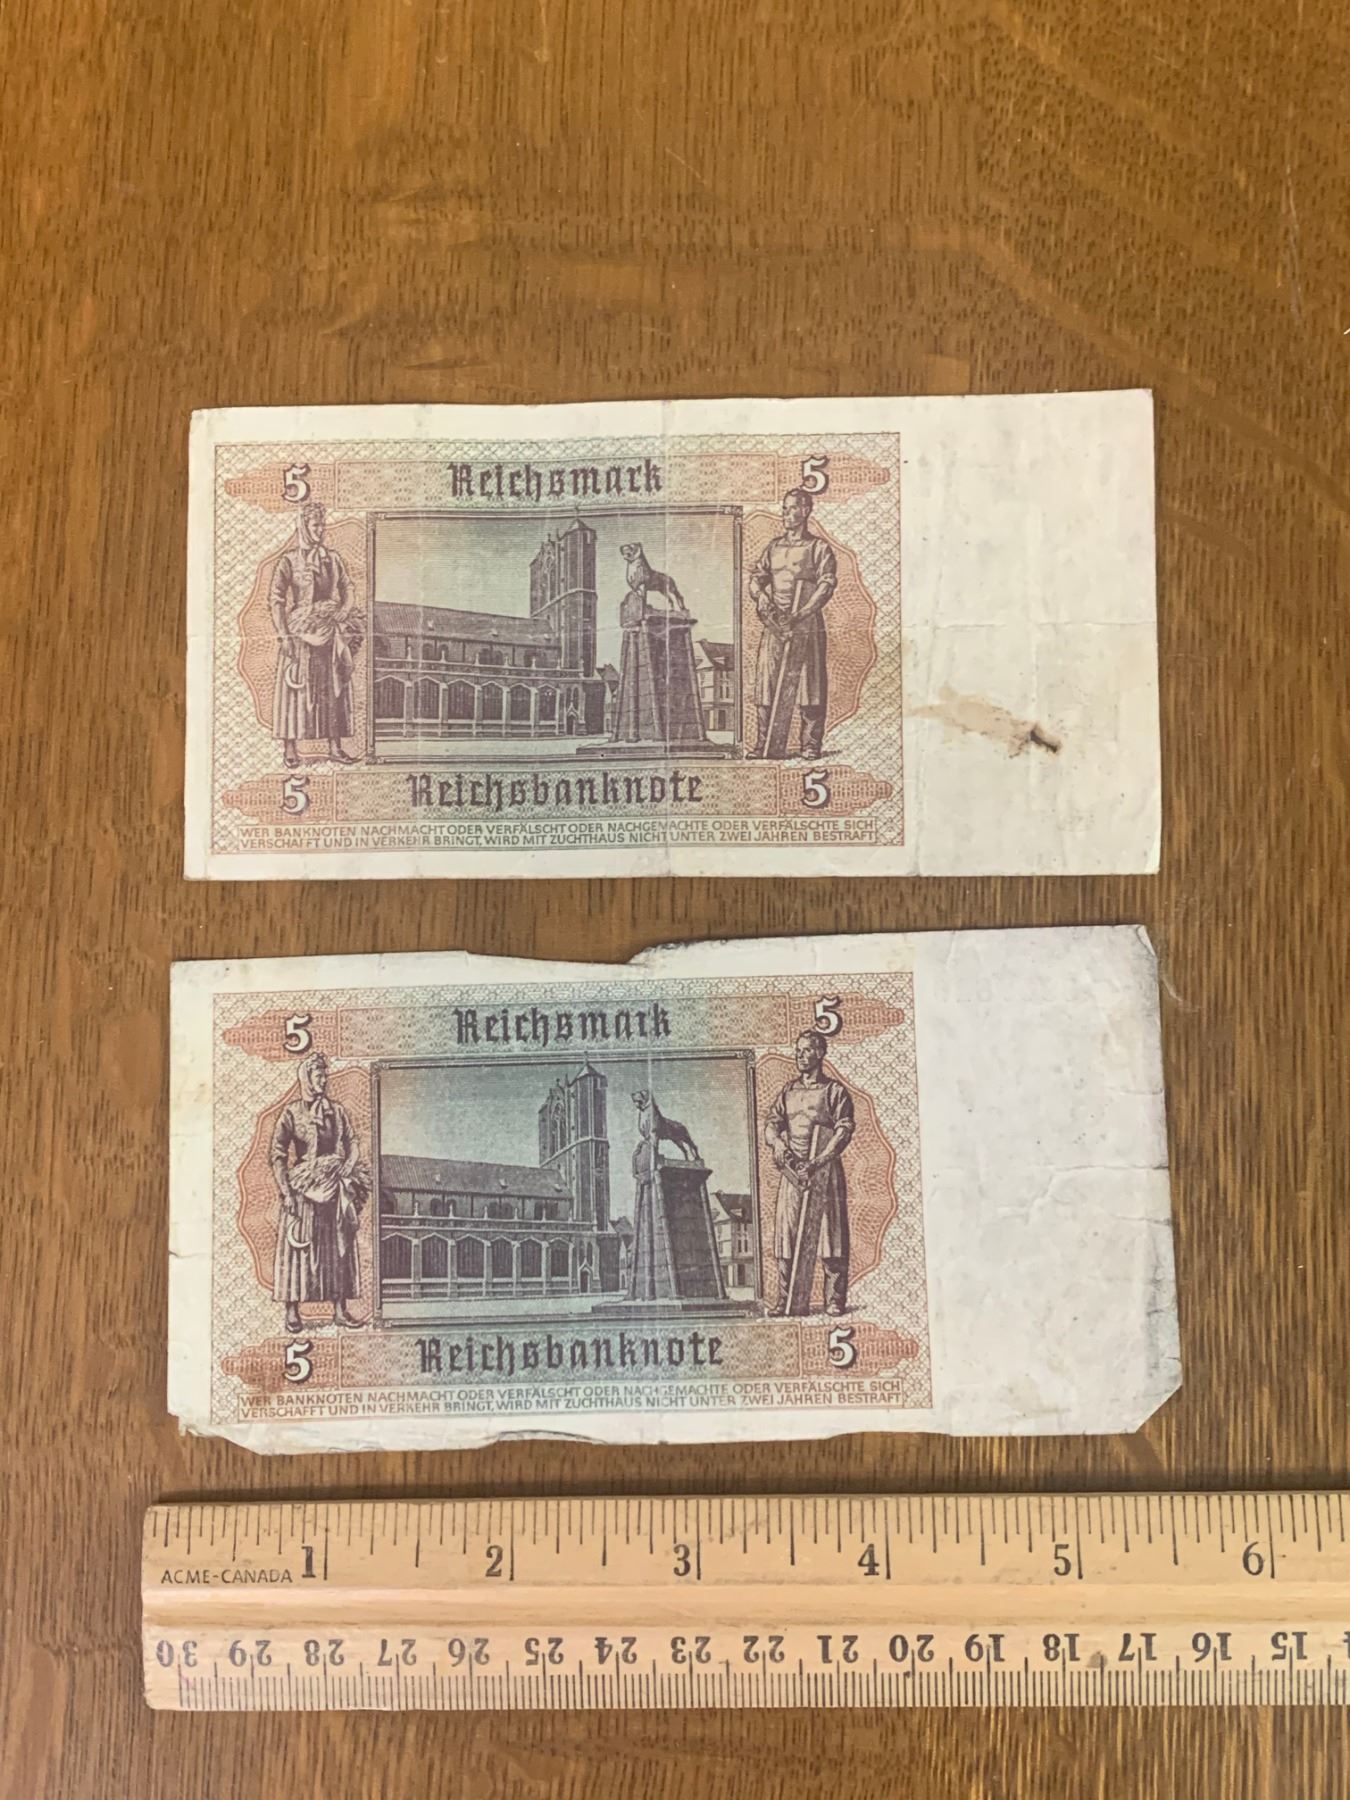 5 Reichsmark 5
5 Reichsbanknote 5
WER BANKNOTEN NACHMACHT ODER VERFÄLSCHT ODER NACHGEMACHTE ODER VERFÄLSCHTE SICH
VERSCHAFFT UND IN VERKEHR BRINGT, WIRD MIT ZUCHTHAUS NICHT UNTER ZWEI JAHREN BESTRAFT.
5 Reichsmark 5
5 Reichsbanknote 5
WER BANKNOTEN NACHMACHT ODER VERFÄLSCHT ODER NACHGEMACHTE ODER VERFÄLSCHTE SICH
VERSCHAFFT UND IN VERKEHR BRINGT, WIRD MIT ZUCHTHAUS NICHT UNTER ZWEI JAHREN BESTRAFT.
1 2 3 4 5 6
ACME-CANADA
30 29 28 27 26 25 24 23 22 21 20 19 18 17 16 15